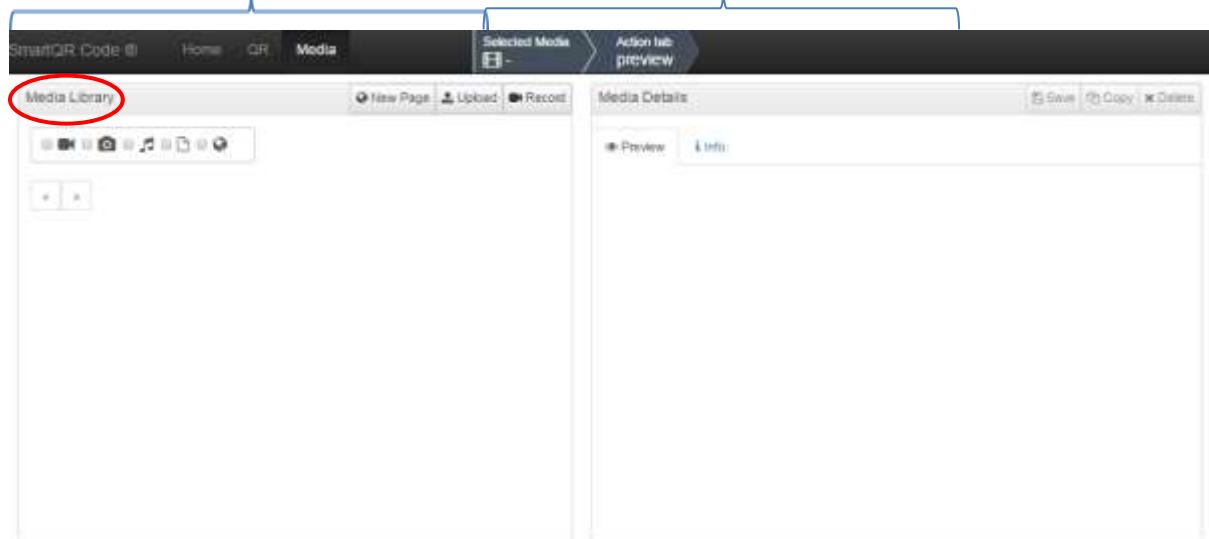 SmartQR Code ® Home QR Media
Selected Media
-
Action tab
preview
Media Library
New Page Upload Record
Media Details
Save Copy Delete
Preview Info
« »